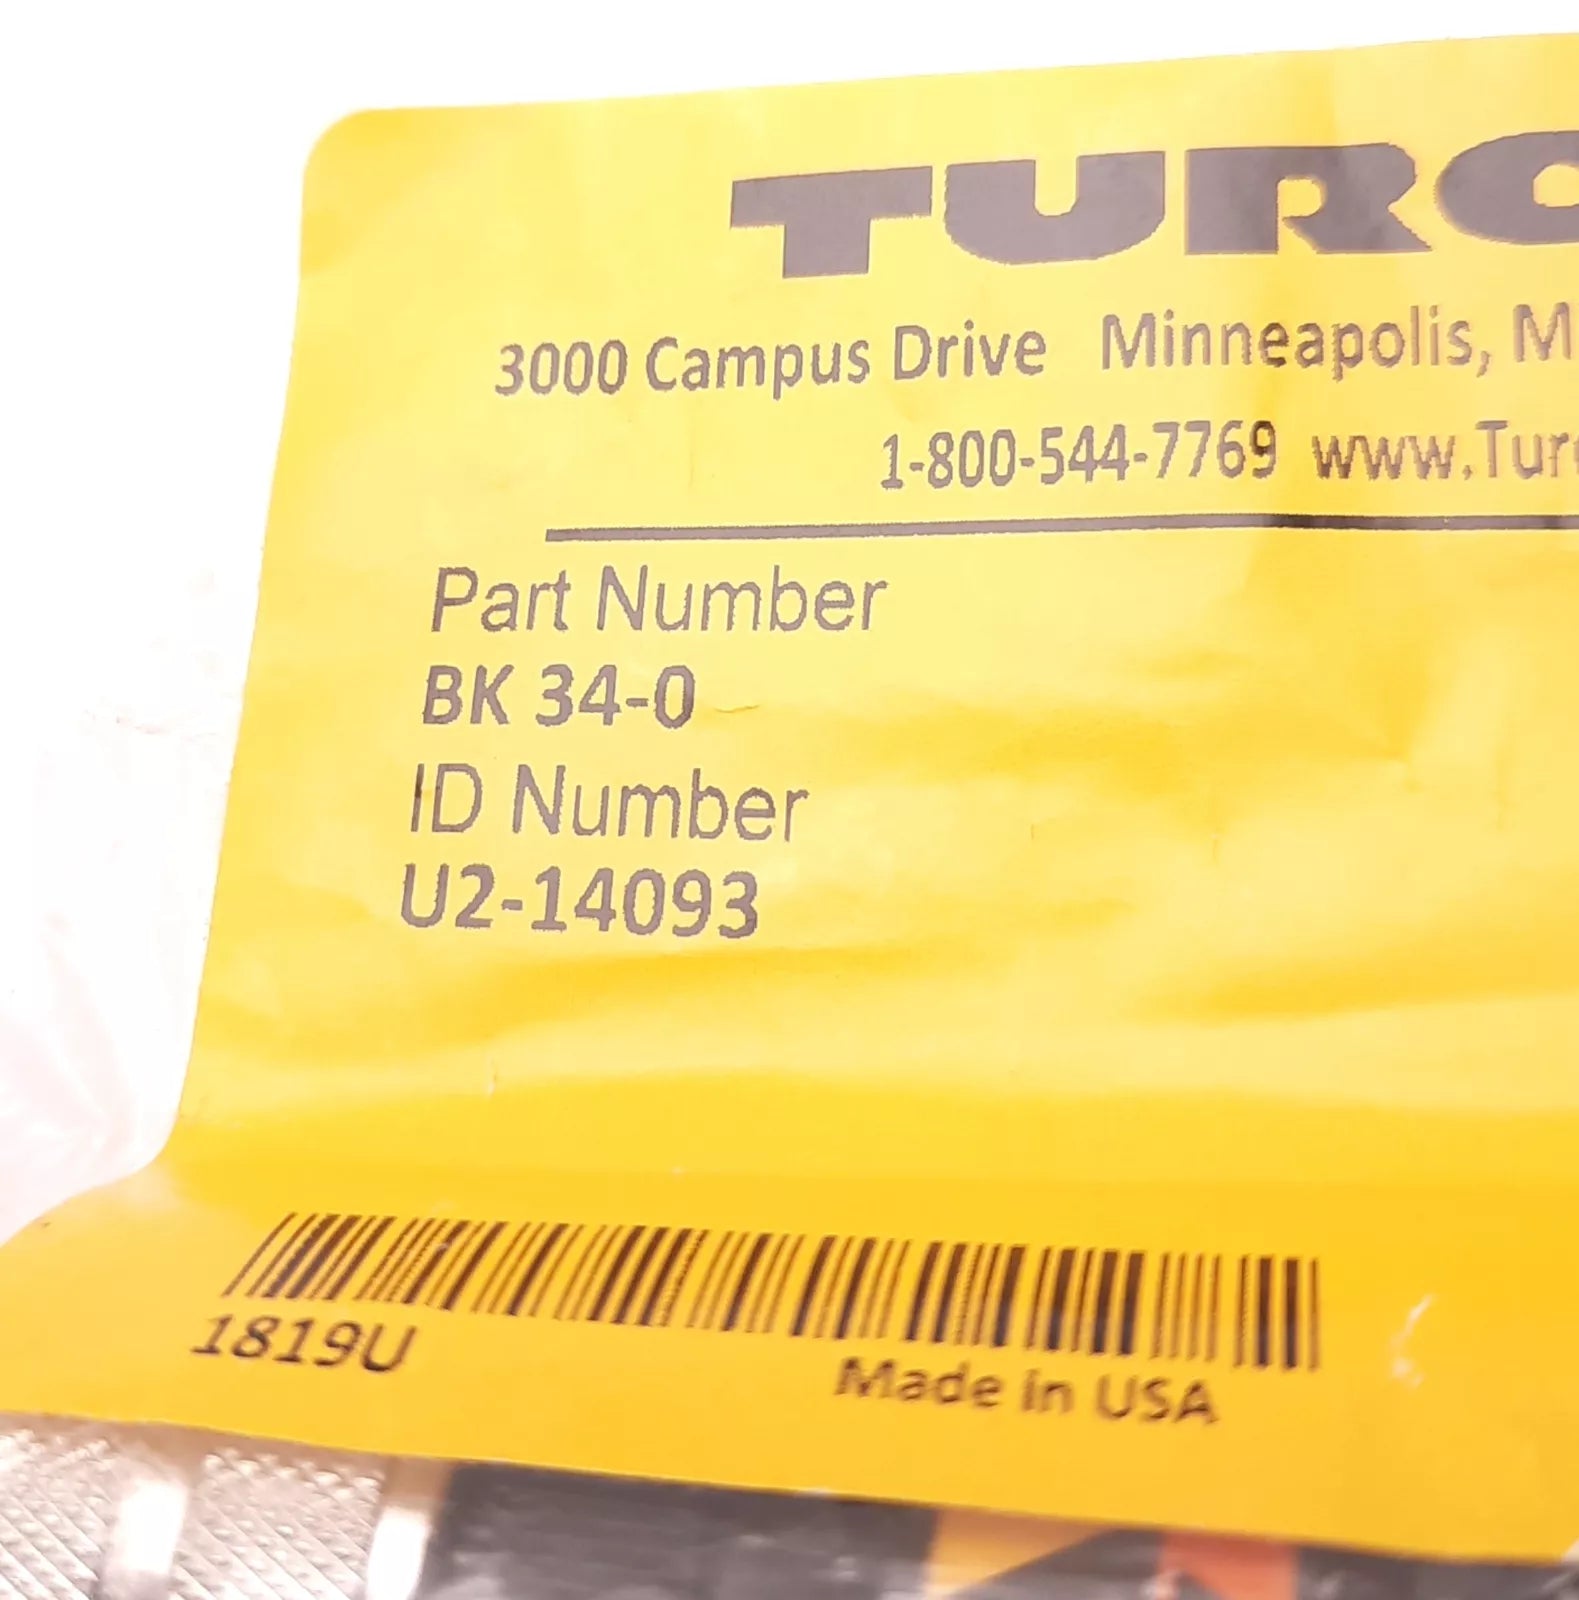 TURC
3000 Campus Drive Minneapolis, M
1-800-544-7769 www.Turc
Part Number
BK 34-0
ID Number
U2-14093
1819U
Made in USA